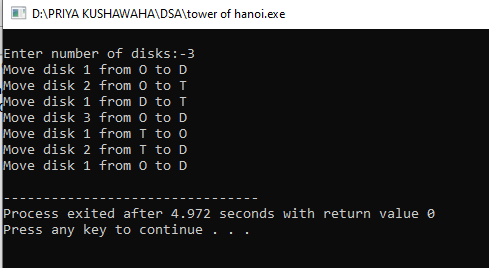 D:\PRIYA KUSHAWAHA\DSA\tower of hanoi.exe
Enter number of disks:-3
Move disk 1 from O to D
Move disk 2 from O to T
Move disk 1 from D to T
Move disk 3 from O to D
Move disk 1 from T to O
Move disk 2 from T to D
Move disk 1 from O to D
--------------------------------
Process exited after 4.972 seconds with return value 0
Press any key to continue . . .